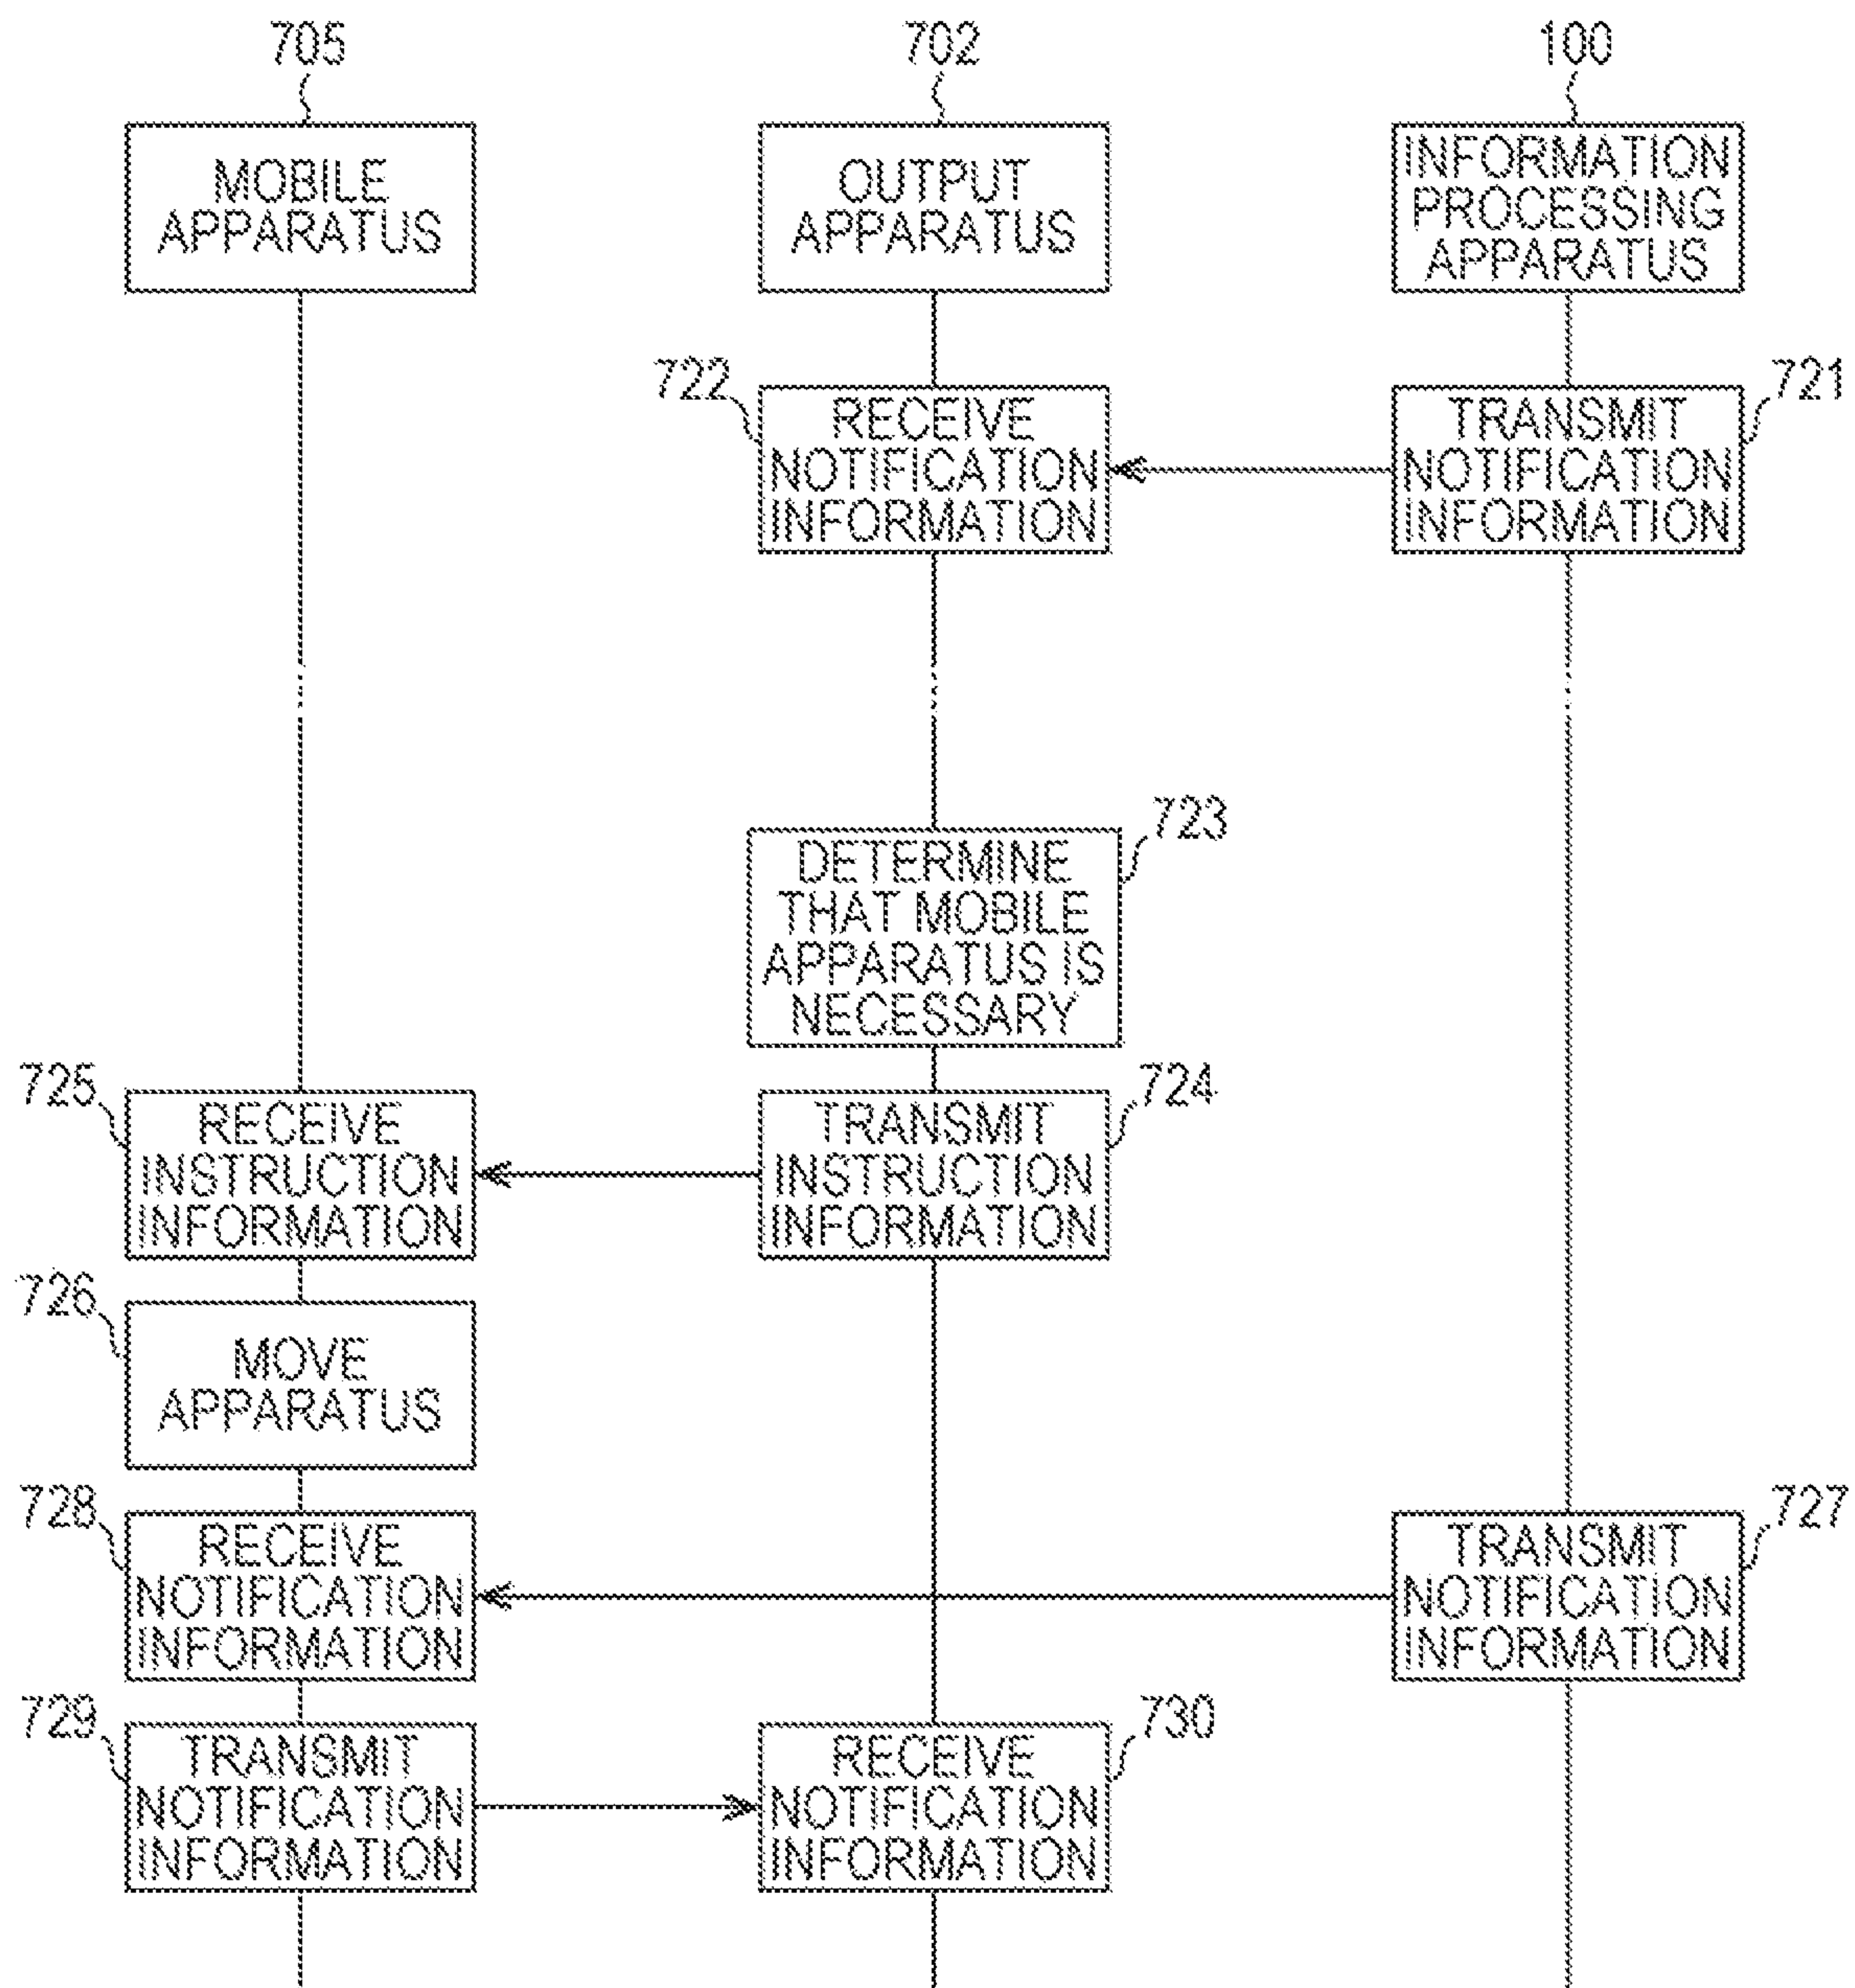 705
702
100
MOBILE
APPARATUS
OUTPUT
APPARATUS
INFORMATION
PROCESSING
APPARATUS
722
RECEIVE
NOTIFICATION
INFORMATION
721
TRANSMIT
NOTIFICATION
INFORMATION
723
DETERMINE
THAT MOBILE
APPARATUS IS
NECESSARY
725
RECEIVE
INSTRUCTION
INFORMATION
724
TRANSMIT
INSTRUCTION
INFORMATION
726
MOVE
APPARATUS
728
RECEIVE
NOTIFICATION
INFORMATION
727
TRANSMIT
NOTIFICATION
INFORMATION
729
TRANSMIT
NOTIFICATION
INFORMATION
730
RECEIVE
NOTIFICATION
INFORMATION